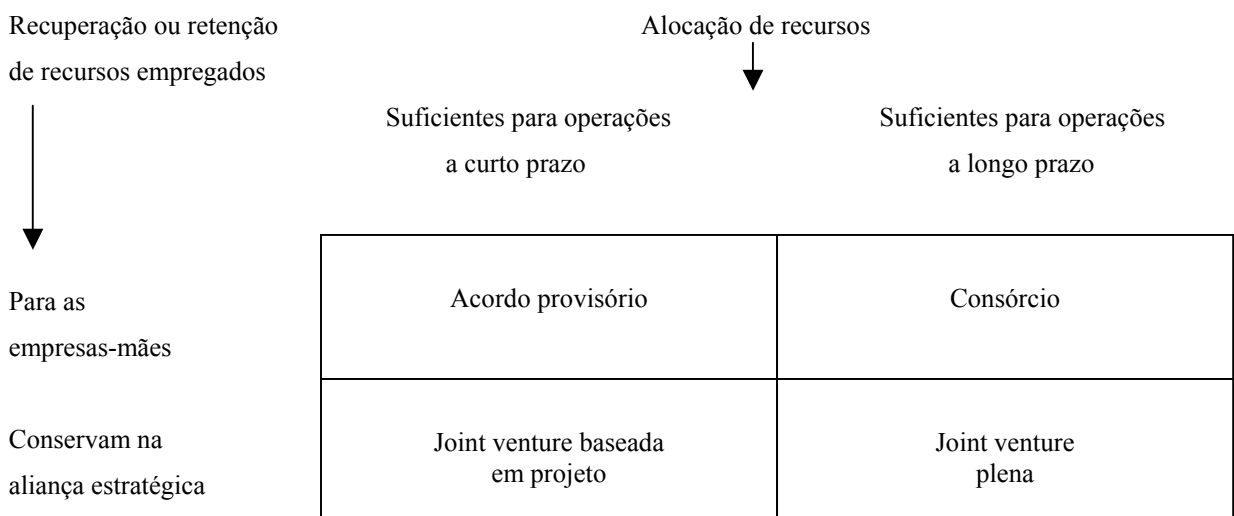 Recuperação ou retenção
de recursos empregados
Alocação de recursos
Suficientes para operações
a curto prazo
Suficientes para operações
a longo prazo
Para as
empresas-mães
Acordo provisório
Consórcio
Conservam na
aliança estratégica
Joint venture baseada
em projeto
Joint venture
plena